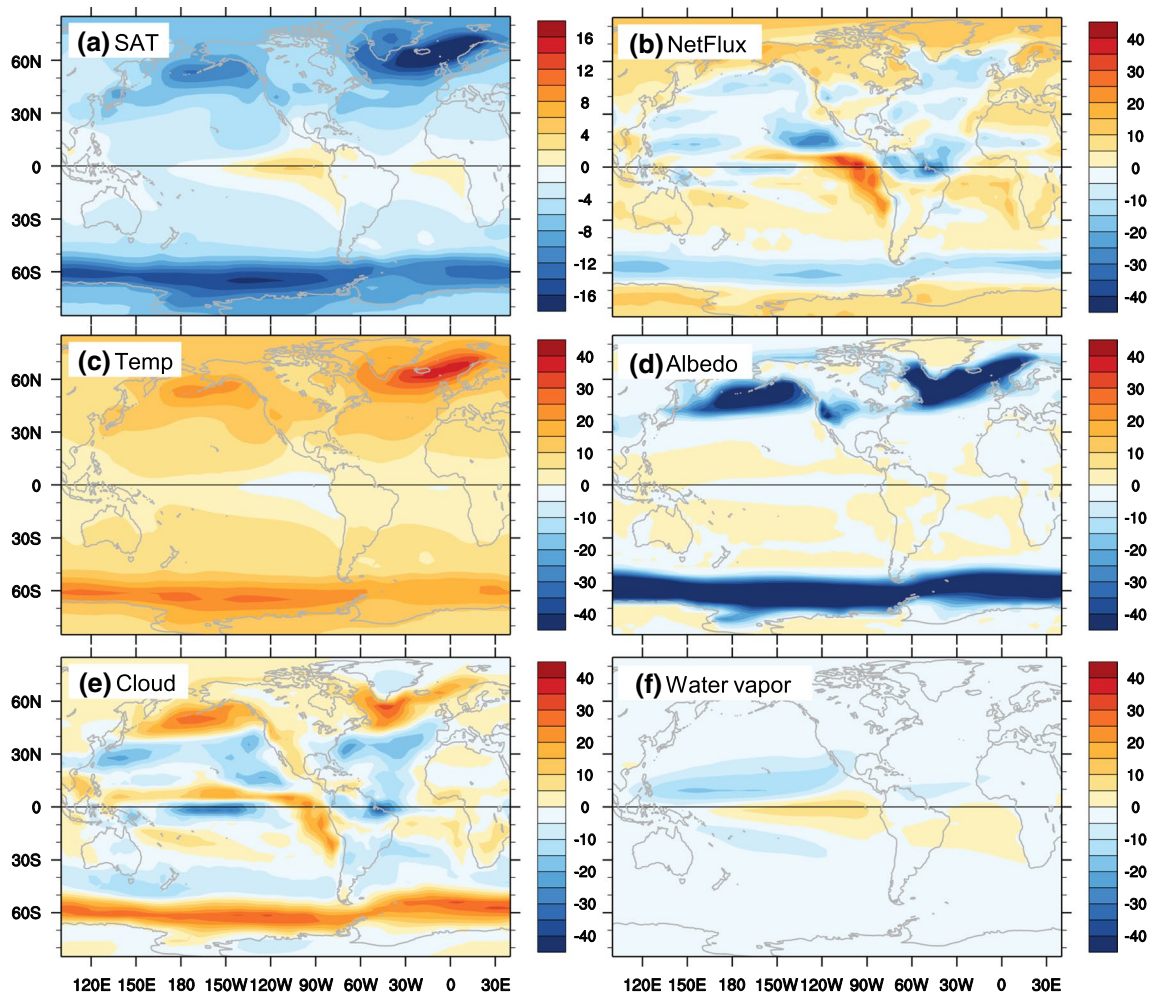 (a) SAT
60N
30N
0
30S
60S
16
12
8
4
0
-4
-8
-12
-16
(b) NetFlux
40
30
20
10
0
-10
-20
-30
-40
(c) Temp
60N
30N
0
30S
60S
40
30
20
10
0
-10
-20
-30
-40
(d) Albedo
40
30
20
10
0
-10
-20
-30
-40
(e) Cloud
60N
30N
0
30S
60S
120E 150E 180 150W 120W 90W 60W 30W 0 30E
40
30
20
10
0
-10
-20
-30
-40
(f) Water vapor
120E 150E 180 150W 120W 90W 60W 30W 0 30E
40
30
20
10
0
-10
-20
-30
-40